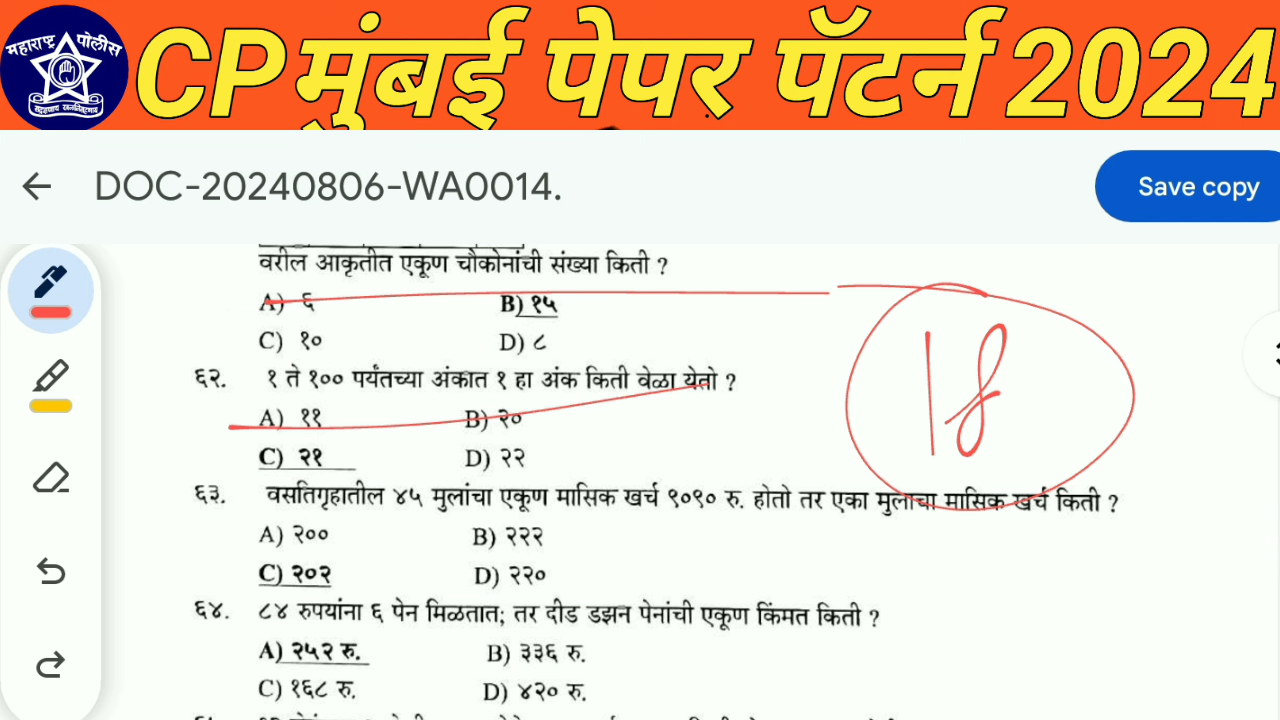 महाराष्ट्र पोलीस
CP मुंबई पेपर पॅटर्न 2024
DOC-20240806-WA0014.
Save copy
वरील आकृतीत एकूण चौकोनांची संख्या किती ?
A) ६ B) १५
C) १० D) ८
६२. १ ते १०० पर्यंतच्या अंकात १ हा अंक किती वेळा येतो ?
A) ११ B) २०
C) २१ D) २२
६३. वसतिगृहातील ४५ मुलांचा एकूण मासिक खर्च ९०९० रु. होतो तर एका मुलाचा मासिक खर्च किती ?
A) २०० B) २२२
C) २०२ D) २२०
६४. ८४ रुपयांना ६ पेन मिळतात; तर दीड डझन पेनांची एकूण किंमत किती ?
A) २५२ रु. B) ३३६ रु.
C) १६८ रु. D) ४२० रु.